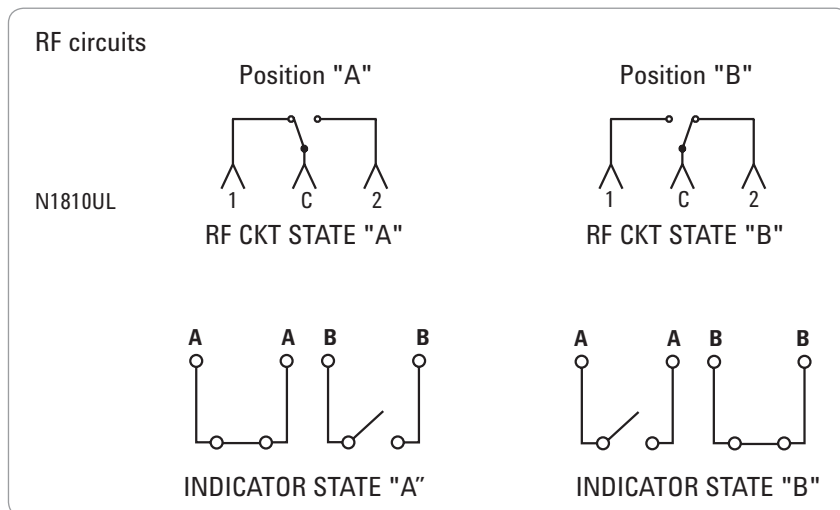 RF circuits
Position "A" Position "B"
N1810UL
1 C 2 1 C 2
RF CKT STATE "A" RF CKT STATE "B"
A A B B A A B B
INDICATOR STATE "A” INDICATOR STATE "B"